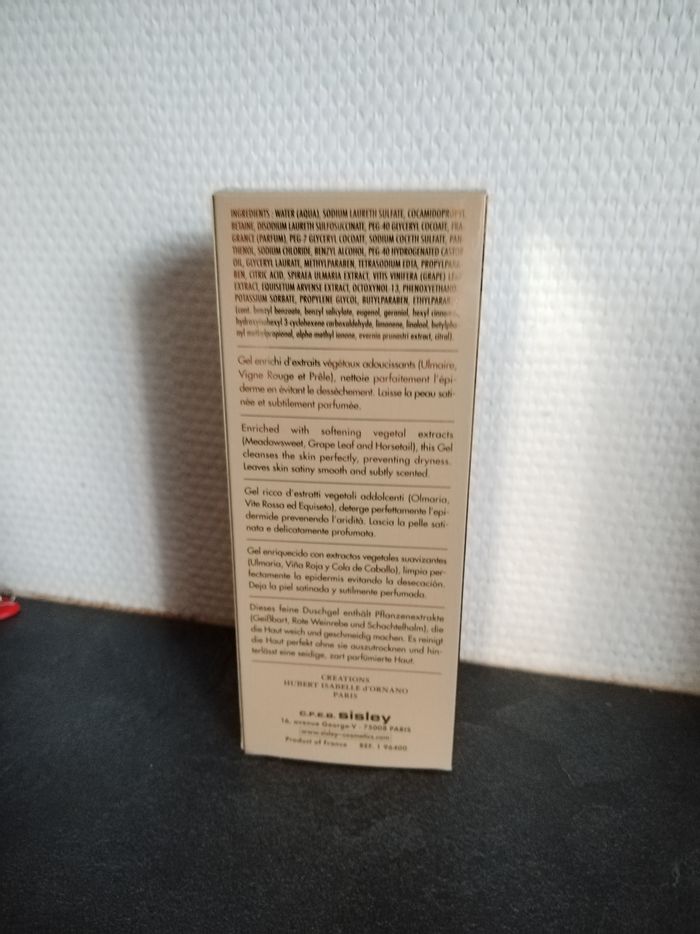 INGREDIENTS : WATER (AQUA), SODIUM LAURETH SULFATE, COCAMIDOPROPYL
BETAINE, DISODIUM LAURETH SULFOSUCCINATE, PEG-40 GLYCERYL COCOATE, FRA-
GRANCE (PARFUM), PEG-7 GLYCERYL COCOATE, SODIUM COCETH SULFATE, PAN-
THENOL, SODIUM CHLORIDE, BENZYL ALCOHOL, PEG-40 HYDROGENATED CASTOR
OIL, GLYCERYL LAURATE, METHYLPARABEN, TETRASODIUM EDTA, PROPYLPARA-
BEN, CITRIC ACID, SPIRAEA ULMARIA EXTRACT, VITIS VINIFERA (GRAPE) LEAF
EXTRACT, EQUISETUM ARVENSE EXTRACT, OCTOXYNOL-13, PHENOXYETHANOL,
POTASSIUM SORBATE, PROPYLENE GLYCOL, BUTYLPARABEN, ETHYLPARABEN
(cont. benzyl benzoate, benzyl salicylate, eugenol, geraniol, hexyl
3 cyclohexene carboxaldehyde, limonene, linalool, butylphe-
nyl methylpropional, alpha methyl ionone, evernia prunastri extract, citral).
Gel enrichi d'extraits végétaux adoucissants (Ulmaire,
Vigne Rouge et Prêle), nettoie parfaitement l'épi-
derme en évitant le dessèchement. Laisse la peau sati-
née et subtilement parfumée.
Enriched with softening vegetal extracts
(Meadowsweet, Grape Leaf and Horsetail), this Gel
cleanses the skin perfectly, preventing dryness.
Leaves skin satiny smooth and subtly scented.
Gel ricco d'estratti vegetali addolcenti (Olmaria,
Vite Rossa ed Equiseto), deterge perfettamente l'epi-
dermide prevenendo l'aridità. Lascia la pelle sati-
nata e delicatamente profumata.
Gel enriquecido con extractos vegetales suavizantes
(Ulmaria, Viña Roja y Cola de Caballo), limpia per-
fectamente la epidermis evitando la desecación.
Deja la piel satinada y sutilmente perfumada.
Dieses feine Duschgel enthält Pflanzenextrakte
(Geißbart, Rote Weinrebe und Schachtelhalm), die
die Haut weich und geschmeidig machen. Es reinigt
die Haut perfekt ohne sie auszutrocknen und hin-
terlässt eine seidige, zart parfümierte Haut.
CREATIONS
HUBERT ISABELLE d'ORNANO
PARIS
C.F.E.B. sisley
16, avenue George-V - 75008 PARIS
www.sisley-cosmetics.com
Product of France REF. 1 96400